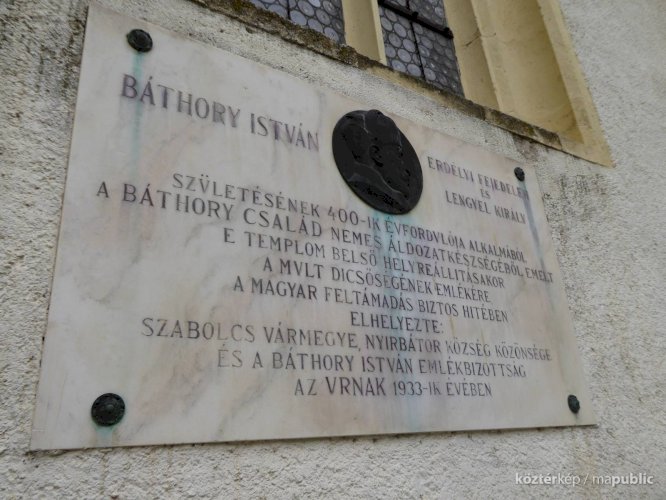 BÁTHORY ISTVÁN
ERDÉLYI FEJEDELEM
ÉS
LENGYEL KIRÁLY
SZÜLETÉSÉNEK 400-IK ÉVFORDVLÓJA ALKALMÁBÓL
A BÁTHORY CSALÁD NEMES ÁLDOZATKÉSZSÉGÉBŐL EMELT
E TEMPLOM BELSŐ HELYREÁLLITÁSAKOR
A MVLT DICSŐSÉGÉNEK EMLÉKÉRE
A MAGYAR FELTÁMADÁS BIZTOS HITÉBEN
ELHELYEZTE:
SZABOLCS VÁRMEGYE, NYIRBÁTOR KÖZSÉG KÖZÖNSÉGE
ÉS A BÁTHORY ISTVÁN EMLÉKBIZOTTSÁG
AZ VRNAK 1933-IK ÉVÉBEN
köztérkép / mapublic